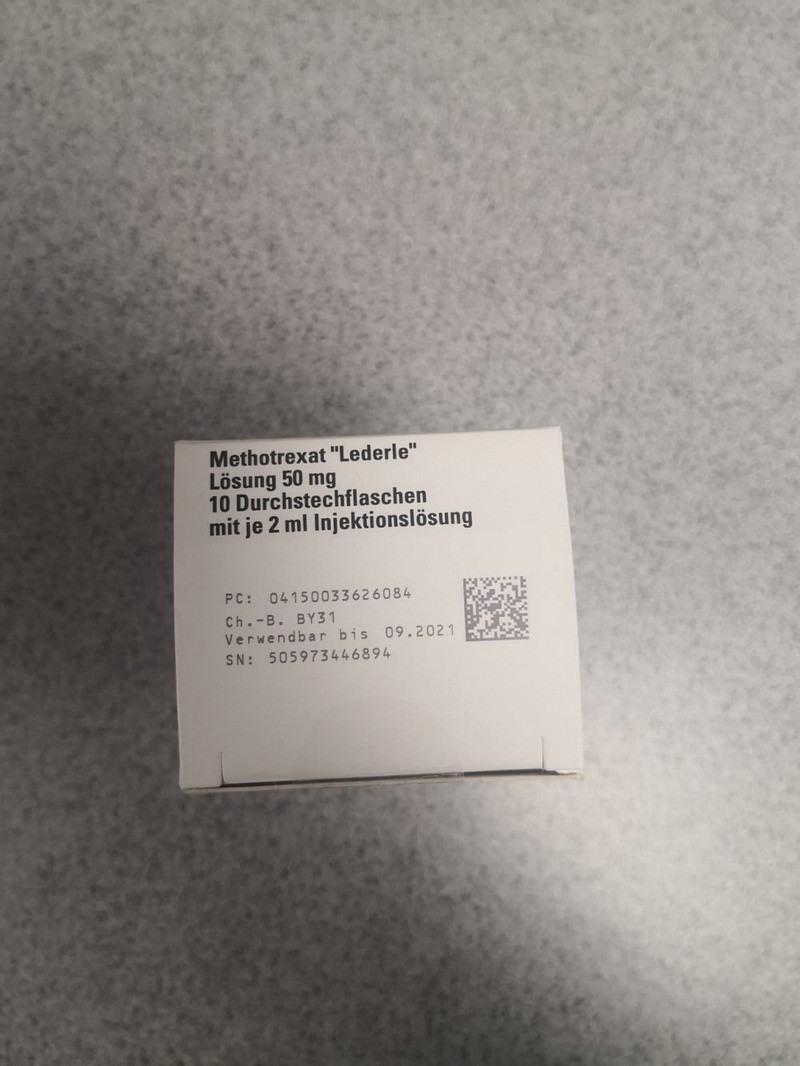 Methotrexat "Lederle"
Lösung 50 mg
10 Durchstechflaschen
mit je 2 ml Injektionslösung
PC: 04150033626084
Ch.-B. BY31
Verwendbar bis 09.2021
SN: 505973446894